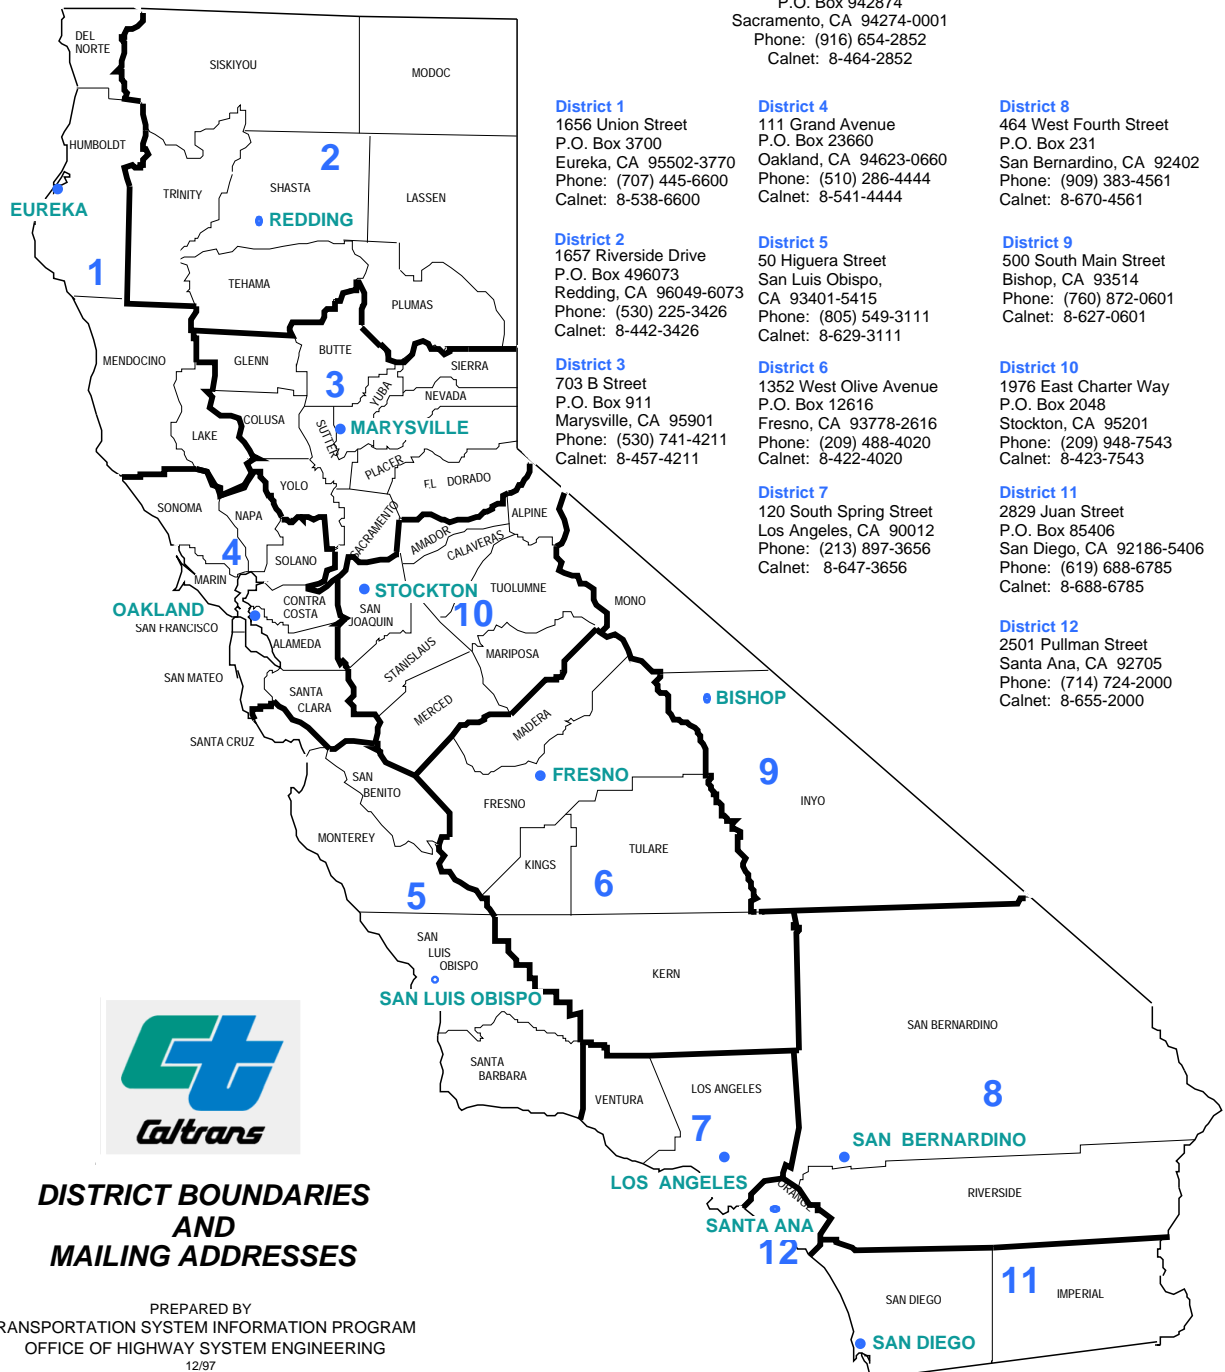 P.O. Box 942874
Sacramento, CA 94274-0001
Phone: (916) 654-2852
Calnet: 8-464-2852
District 1
1656 Union Street
P.O. Box 3700
Eureka, CA 95502-3770
Phone: (707) 445-6600
Calnet: 8-538-6600
District 2
1657 Riverside Drive
P.O. Box 496073
Redding, CA 96049-6073
Phone: (530) 225-3426
Calnet: 8-442-3426
District 3
703 B Street
P.O. Box 911
Marysville, CA 95901
Phone: (530) 741-4211
Calnet: 8-457-4211
District 4
111 Grand Avenue
P.O. Box 23660
Oakland, CA 94623-0660
Phone: (510) 286-4444
Calnet: 8-541-4444
District 5
50 Higuera Street
San Luis Obispo,
CA 93401-5415
Phone: (805) 549-3111
Calnet: 8-629-3111
District 6
1352 West Olive Avenue
P.O. Box 12616
Fresno, CA 93778-2616
Phone: (209) 488-4020
Calnet: 8-422-4020
District 7
120 South Spring Street
Los Angeles, CA 90012
Phone: (213) 897-3656
Calnet: 8-647-3656
District 8
464 West Fourth Street
P.O. Box 231
San Bernardino, CA 92402
Phone: (909) 383-4561
Calnet: 8-670-4561
District 9
500 South Main Street
Bishop, CA 93514
Phone: (760) 872-0601
Calnet: 8-627-0601
District 10
1976 East Charter Way
P.O. Box 2048
Stockton, CA 95201
Phone: (209) 948-7543
Calnet: 8-423-7543
District 11
2829 Juan Street
P.O. Box 85406
San Diego, CA 92186-5406
Phone: (619) 688-6785
Calnet: 8-688-6785
District 12
2501 Pullman Street
Santa Ana, CA 92705
Phone: (714) 724-2000
Calnet: 8-655-2000
DEL
NORTE
SISKIYOU
MODOC
HUMBOLDT
2
TRINITY
SHASTA
LASSEN
EUREKA
REDDING
1
TEHAMA
PLUMAS
MENDOCINO
GLENN
BUTTE
SIERRA
3
YUBA
NEVADA
COLUSA
LAKE
SUTTER
MARYSVILLE
PLACER
YOLO
EL DORADO
SONOMA
NAPA
SACRAMENTO
ALPINE
AMADOR
CALAVERAS
4
SOLANO
MARIN
STOCKTON
TUOLUMNE
MONO
OAKLAND
CONTRA
COSTA
SAN
JOAQUIN
10
SAN FRANCISCO
ALAMEDA
STANISLAUS
MARIPOSA
SAN MATEO
SANTA
CLARA
MERCED
MADERA
BISHOP
SANTA CRUZ
SAN
BENITO
FRESNO
9
FRESNO
INYO
MONTEREY
KINGS
TULARE
5
6
SAN
LUIS
OBISPO
KERN
SAN LUIS OBISPO
SAN BERNARDINO
SANTA
BARBARA
VENTURA
LOS ANGELES
8
7
SAN BERNARDINO
LOS ANGELES
ORANGE
RIVERSIDE
SANTA ANA
12
11
SAN DIEGO
IMPERIAL
SAN DIEGO
Ct
Caltrans
DISTRICT BOUNDARIES
AND
MAILING ADDRESSES
PREPARED BY
RANSPORTATION SYSTEM INFORMATION PROGRAM
OFFICE OF HIGHWAY SYSTEM ENGINEERING
12/97